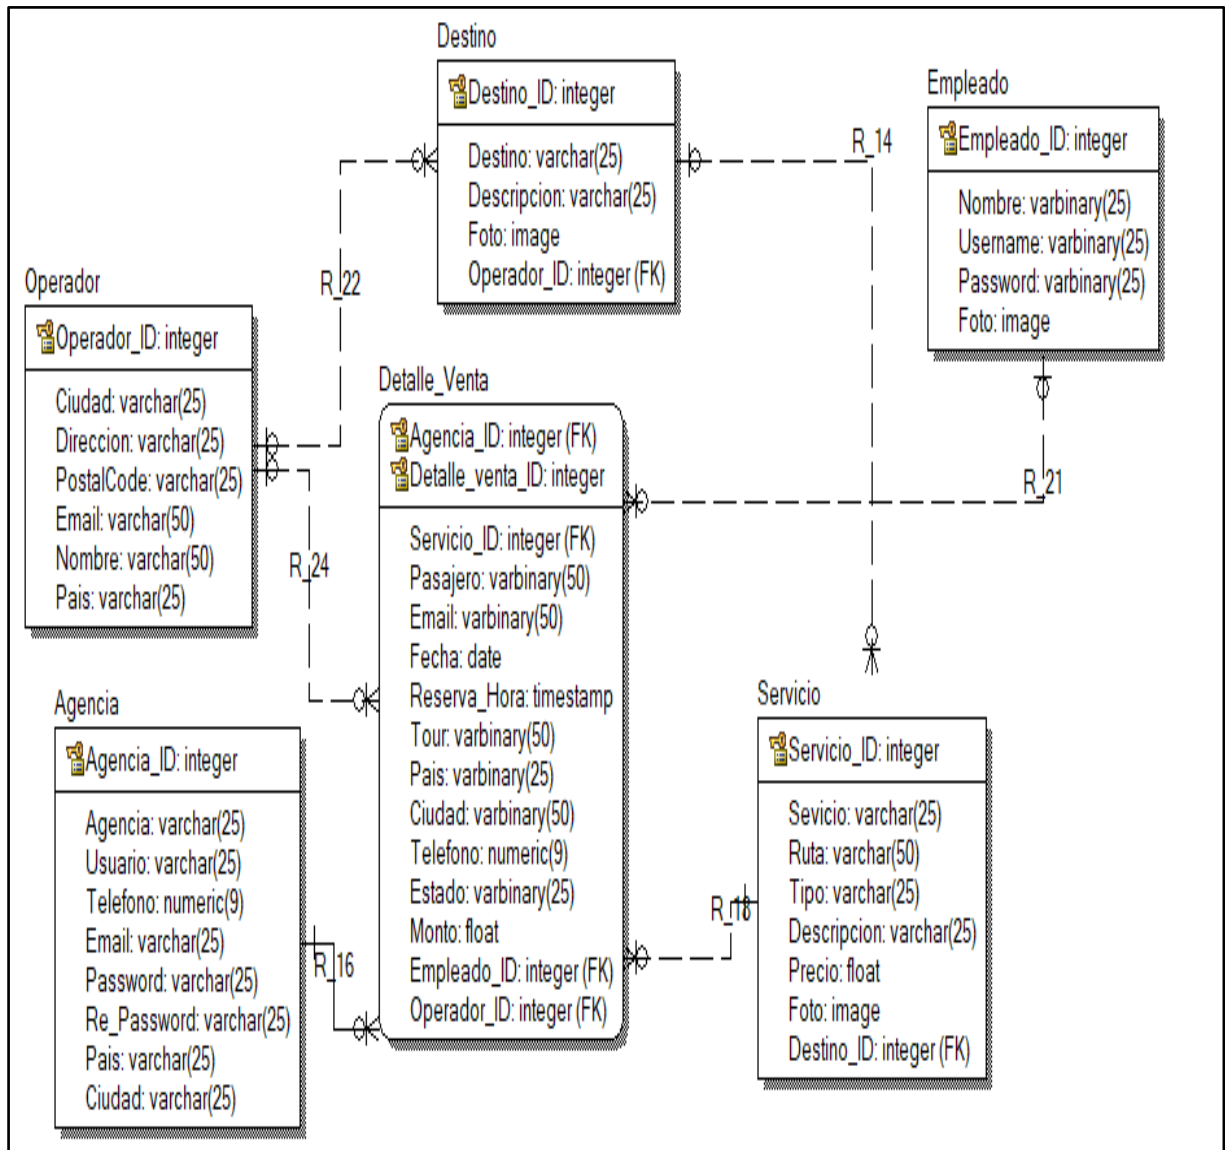 Destino
Destino_ID: integer
Destino: varchar(25)
Descripcion: varchar(25)
Foto: image
Operador_ID: integer (FK)
Empleado
Empleado_ID: integer
Nombre: varbinary(25)
Username: varbinary(25)
Password: varbinary(25)
Foto: image
R_14
R_22
R_21
R_24
Operador
Operador_ID: integer
Ciudad: varchar(25)
Direccion: varchar(25)
PostalCode: varchar(25)
Email: varchar(50)
Nombre: varchar(50)
Pais: varchar(25)
Detalle_Venta
Agencia_ID: integer (FK)
Detalle_venta_ID: integer
Servicio_ID: integer (FK)
Pasajero: varbinary(50)
Email: varbinary(50)
Fecha: date
Reserva_Hora: timestamp
Tour: varbinary(50)
Pais: varbinary(25)
Ciudad: varbinary(50)
Telefono: numeric(9)
Estado: varbinary(25)
Monto: float
Empleado_ID: integer (FK)
Operador_ID: integer (FK)
Agencia
Agencia_ID: integer
Agencia: varchar(25)
Usuario: varchar(25)
Telefono: numeric(9)
Email: varchar(25)
Password: varchar(25)
Re_Password: varchar(25)
Pais: varchar(25)
Ciudad: varchar(25)
R_16
R_18
Servicio
Servicio_ID: integer
Sevicio: varchar(25)
Ruta: varchar(50)
Tipo: varchar(25)
Descripcion: varchar(25)
Precio: float
Foto: image
Destino_ID: integer (FK)